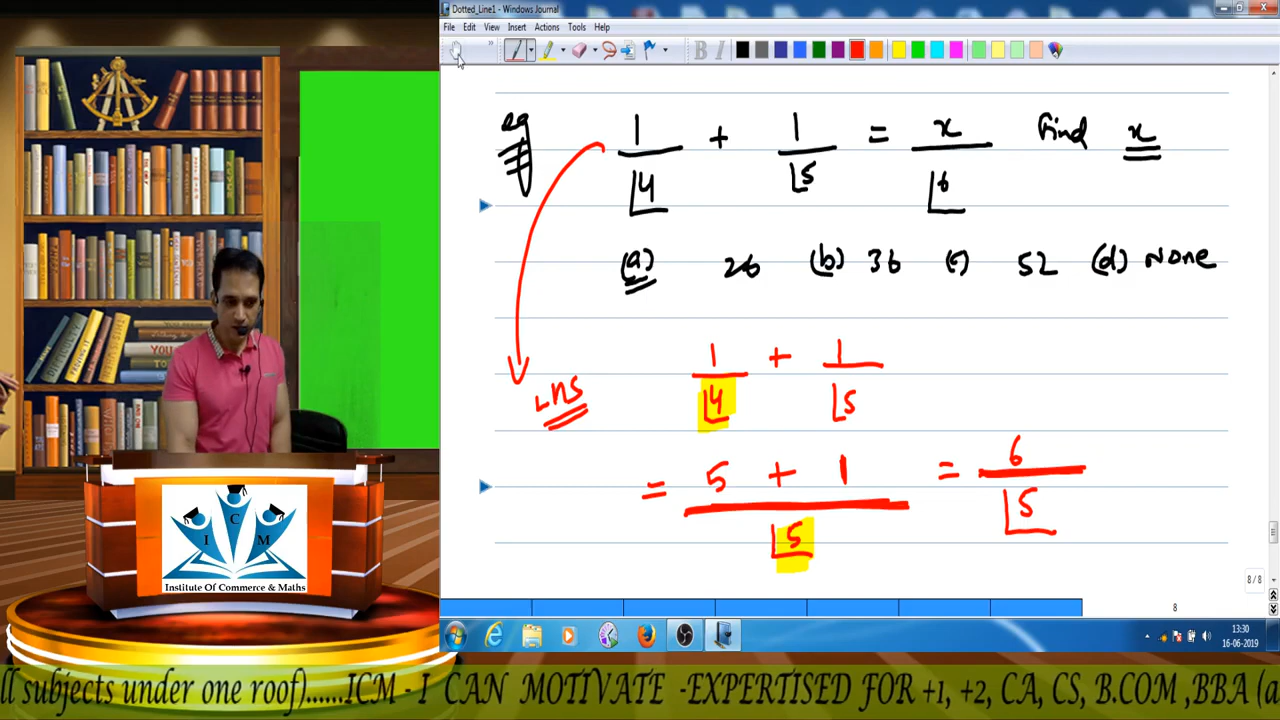 Dotted_Line1 - Windows Journal
File Edit View Insert Actions Tools Help
B I
eg 1/⌊4 + 1/⌊5 = x/⌊6 Find x
(a) 26 (b) 36 (c) 52 (d) None
LHS 1/⌊4 + 1/⌊5
= 5 + 1/⌊5 = 6/⌊5
8/8
8
I C M
Institute Of Commerce & Maths
13:30
16-06-2019
ll subjects under one roof)......ICM - I CAN MOTIVATE -EXPERTISED FOR +1, +2, CA, CS, B.COM ,BBA (a